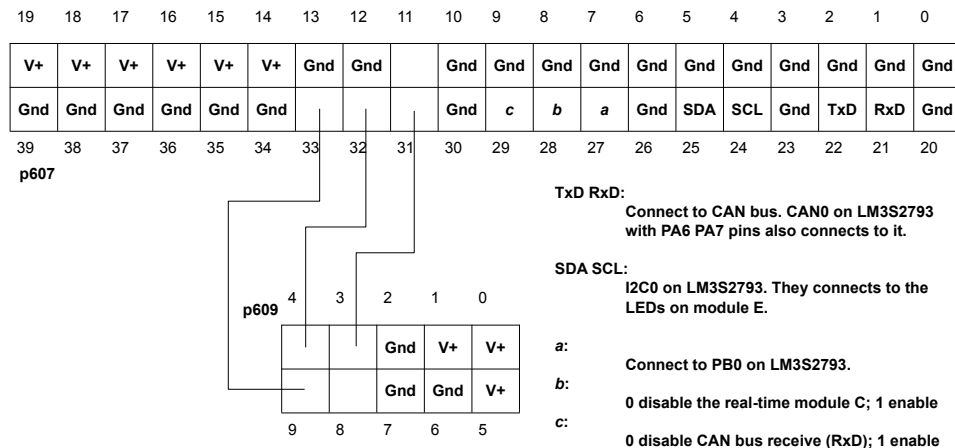 19 18 17 16 15 14 13 12 11 10 9 8 7 6 5 4 3 2 1 0
V+ V+ V+ V+ V+ V+ Gnd Gnd Gnd Gnd Gnd Gnd Gnd Gnd Gnd Gnd Gnd Gnd Gnd
Gnd Gnd Gnd Gnd Gnd Gnd Gnd c b a Gnd SDA SCL Gnd TxD RxD Gnd
39 38 37 36 35 34 33 32 31 30 29 28 27 26 25 24 23 22 21 20
p607
TxD RxD:
Connect to CAN bus. CAN0 on LM3S2793
with PA6 PA7 pins also connects to it.
SDA SCL:
I2C0 on LM3S2793. They connects to the
LEDs on module E.
a:
Connect to PB0 on LM3S2793.
b:
0 disable the real-time module C; 1 enable
c:
0 disable CAN bus receive (RxD); 1 enable
p609
4 3 2 1 0
Gnd V+ V+
Gnd Gnd V+
9 8 7 6 5